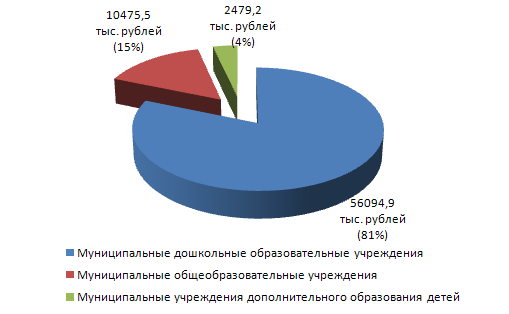 10475,5
тыс. рублей
(15%)
2479,2
тыс. рублей
(4%)
56094,9
тыс. рублей
(81%)
Муниципальные дошкольные образовательные учреждения
Муниципальные общеобразовательные учреждения
Муниципальные учреждения дополнительного образования детей